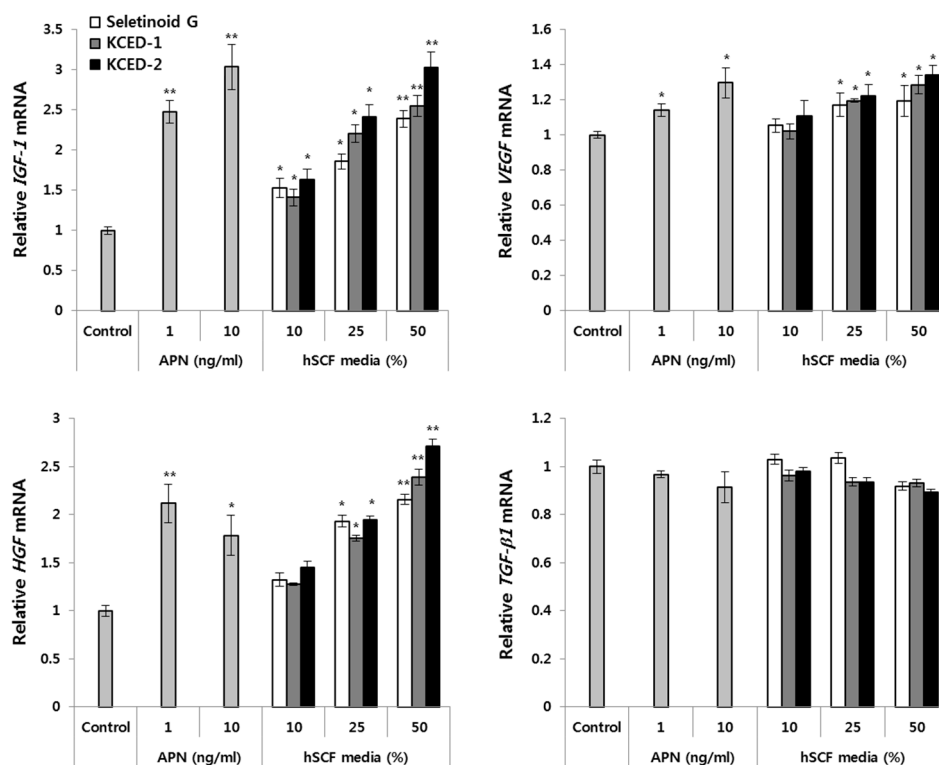 Seletinoid G
KCED-1
KCED-2
Relative IGF-1 mRNA
4
3.5
3
2.5
2
1.5
1
0.5
0
** ** * * * * * ** ** **
Control 1 10 10 25 50
APN (ng/ml) hSCF media (%)
Relative VEGF mRNA
1.6
1.4
1.2
1
0.8
0.6
0.4
0.2
0
* * * * * * * *
Control 1 10 10 25 50
APN (ng/ml) hSCF media (%)
Relative HGF mRNA
3
2.5
2
1.5
1
0.5
0
** * * * * ** ** **
Control 1 10 10 25 50
APN (ng/ml) hSCF media (%)
Relative TGF-β1 mRNA
1.2
1
0.8
0.6
0.4
0.2
0
Control 1 10 10 25 50
APN (ng/ml) hSCF media (%)